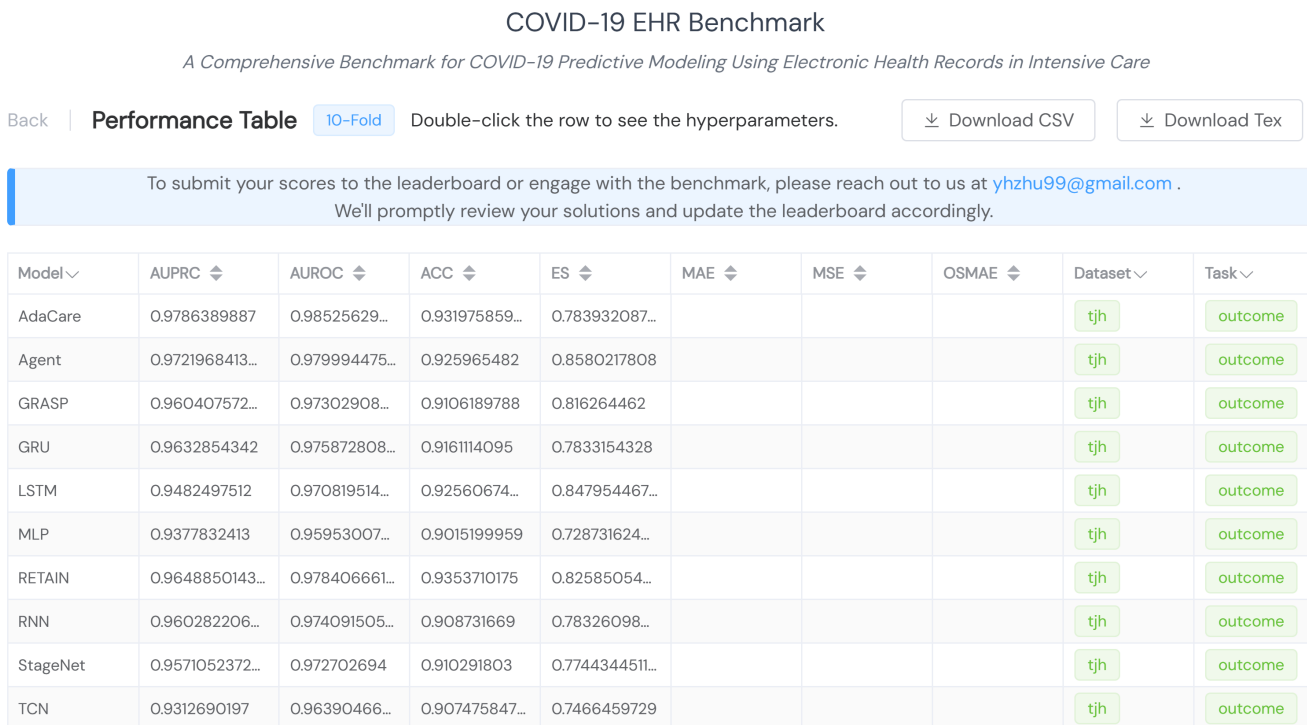 COVID-19 EHR Benchmark
A Comprehensive Benchmark for COVID-19 Predictive Modeling Using Electronic Health Records in Intensive Care
Back Performance Table 10-Fold Double-click the row to see the hyperparameters. Download CSV Download Tex
To submit your scores to the leaderboard or engage with the benchmark, please reach out to us at yhzhu99@gmail.com .
We'll promptly review your solutions and update the leaderboard accordingly.
Model AUPRC AUROC ACC ES MAE MSE OSMAE Dataset Task
AdaCare 0.9786389887 0.98525629... 0.931975859... 0.783932087... tjh outcome
Agent 0.9721968413... 0.979994475... 0.925965482 0.8580217808 tjh outcome
GRASP 0.960407572... 0.97302908... 0.9106189788 0.816264462 tjh outcome
GRU 0.9632854342 0.975872808... 0.9161114095 0.7833154328 tjh outcome
LSTM 0.9482497512 0.970819514... 0.92560674... 0.847954467... tjh outcome
MLP 0.9377832413 0.95953007... 0.9015199959 0.728731624... tjh outcome
RETAIN 0.9648850143... 0.978406661... 0.9353710175 0.82585054... tjh outcome
RNN 0.960282206... 0.974091505... 0.908731669 0.78326098... tjh outcome
StageNet 0.9571052372... 0.972702694 0.910291803 0.7744344511... tjh outcome
TCN 0.9312690197 0.96390466... 0.907475847... 0.7466459729 tjh outcome